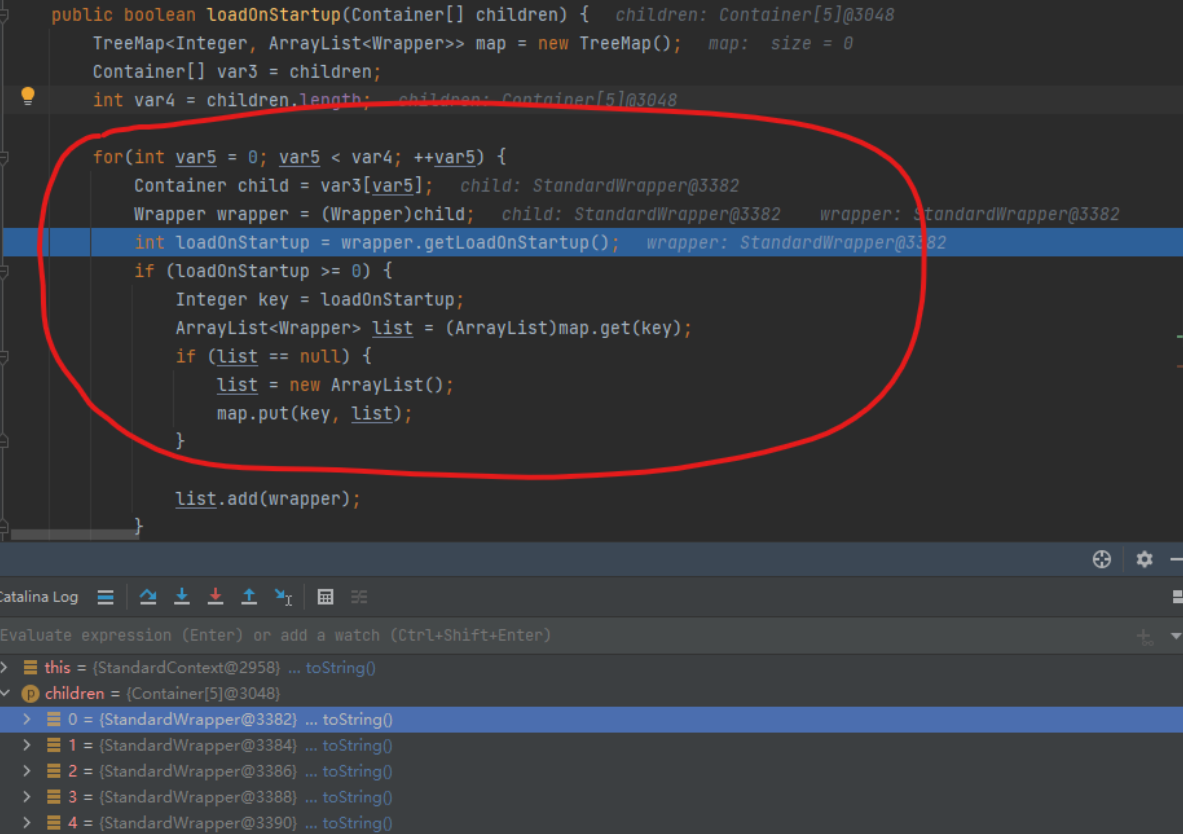 public boolean loadOnStartup(Container[] children) {   children: Container[5]@3048
TreeMap<Integer, ArrayList<Wrapper>> map = new TreeMap();   map:  size = 0
Container[] var3 = children;
int var4 = children.length;   children: Container[5]@3048
for(int var5 = 0; var5 < var4; ++var5) {
Container child = var3[var5];   child: StandardWrapper@3382
Wrapper wrapper = (Wrapper)child;   child: StandardWrapper@3382    wrapper: StandardWrapper@3382
int loadOnStartup = wrapper.getLoadOnStartup();   wrapper: StandardWrapper@3382
if (loadOnStartup >= 0) {
Integer key = loadOnStartup;
ArrayList<Wrapper> list = (ArrayList)map.get(key);
if (list == null) {
list = new ArrayList();
map.put(key, list);
}
list.add(wrapper);
}
Catalina Log
Evaluate expression (Enter) or add a watch (Ctrl+Shift+Enter)
this = {StandardContext@2958} ... toString()
p children = {Container[5]@3048}
0 = {StandardWrapper@3382} ... toString()
1 = {StandardWrapper@3384} ... toString()
2 = {StandardWrapper@3386} ... toString()
3 = {StandardWrapper@3388} ... toString()
4 = {StandardWrapper@3390} ... toString()